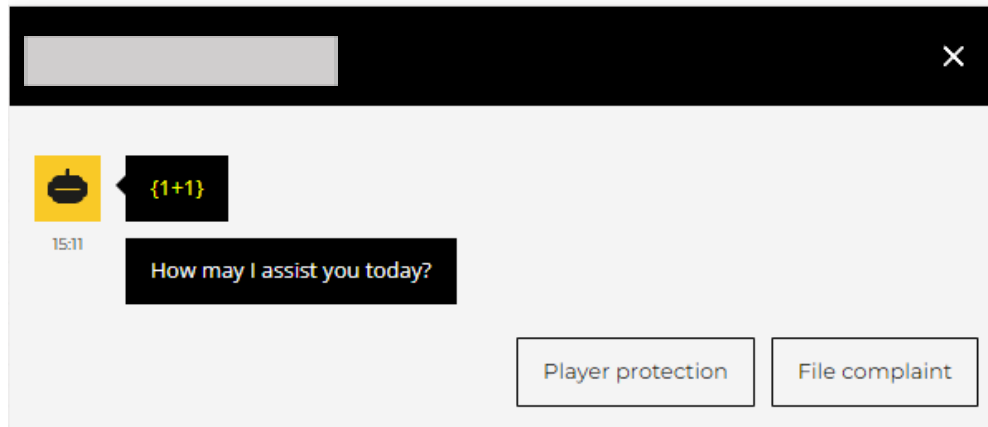 {1+1}
15:11
How may I assist you today?
Player protection
File complaint